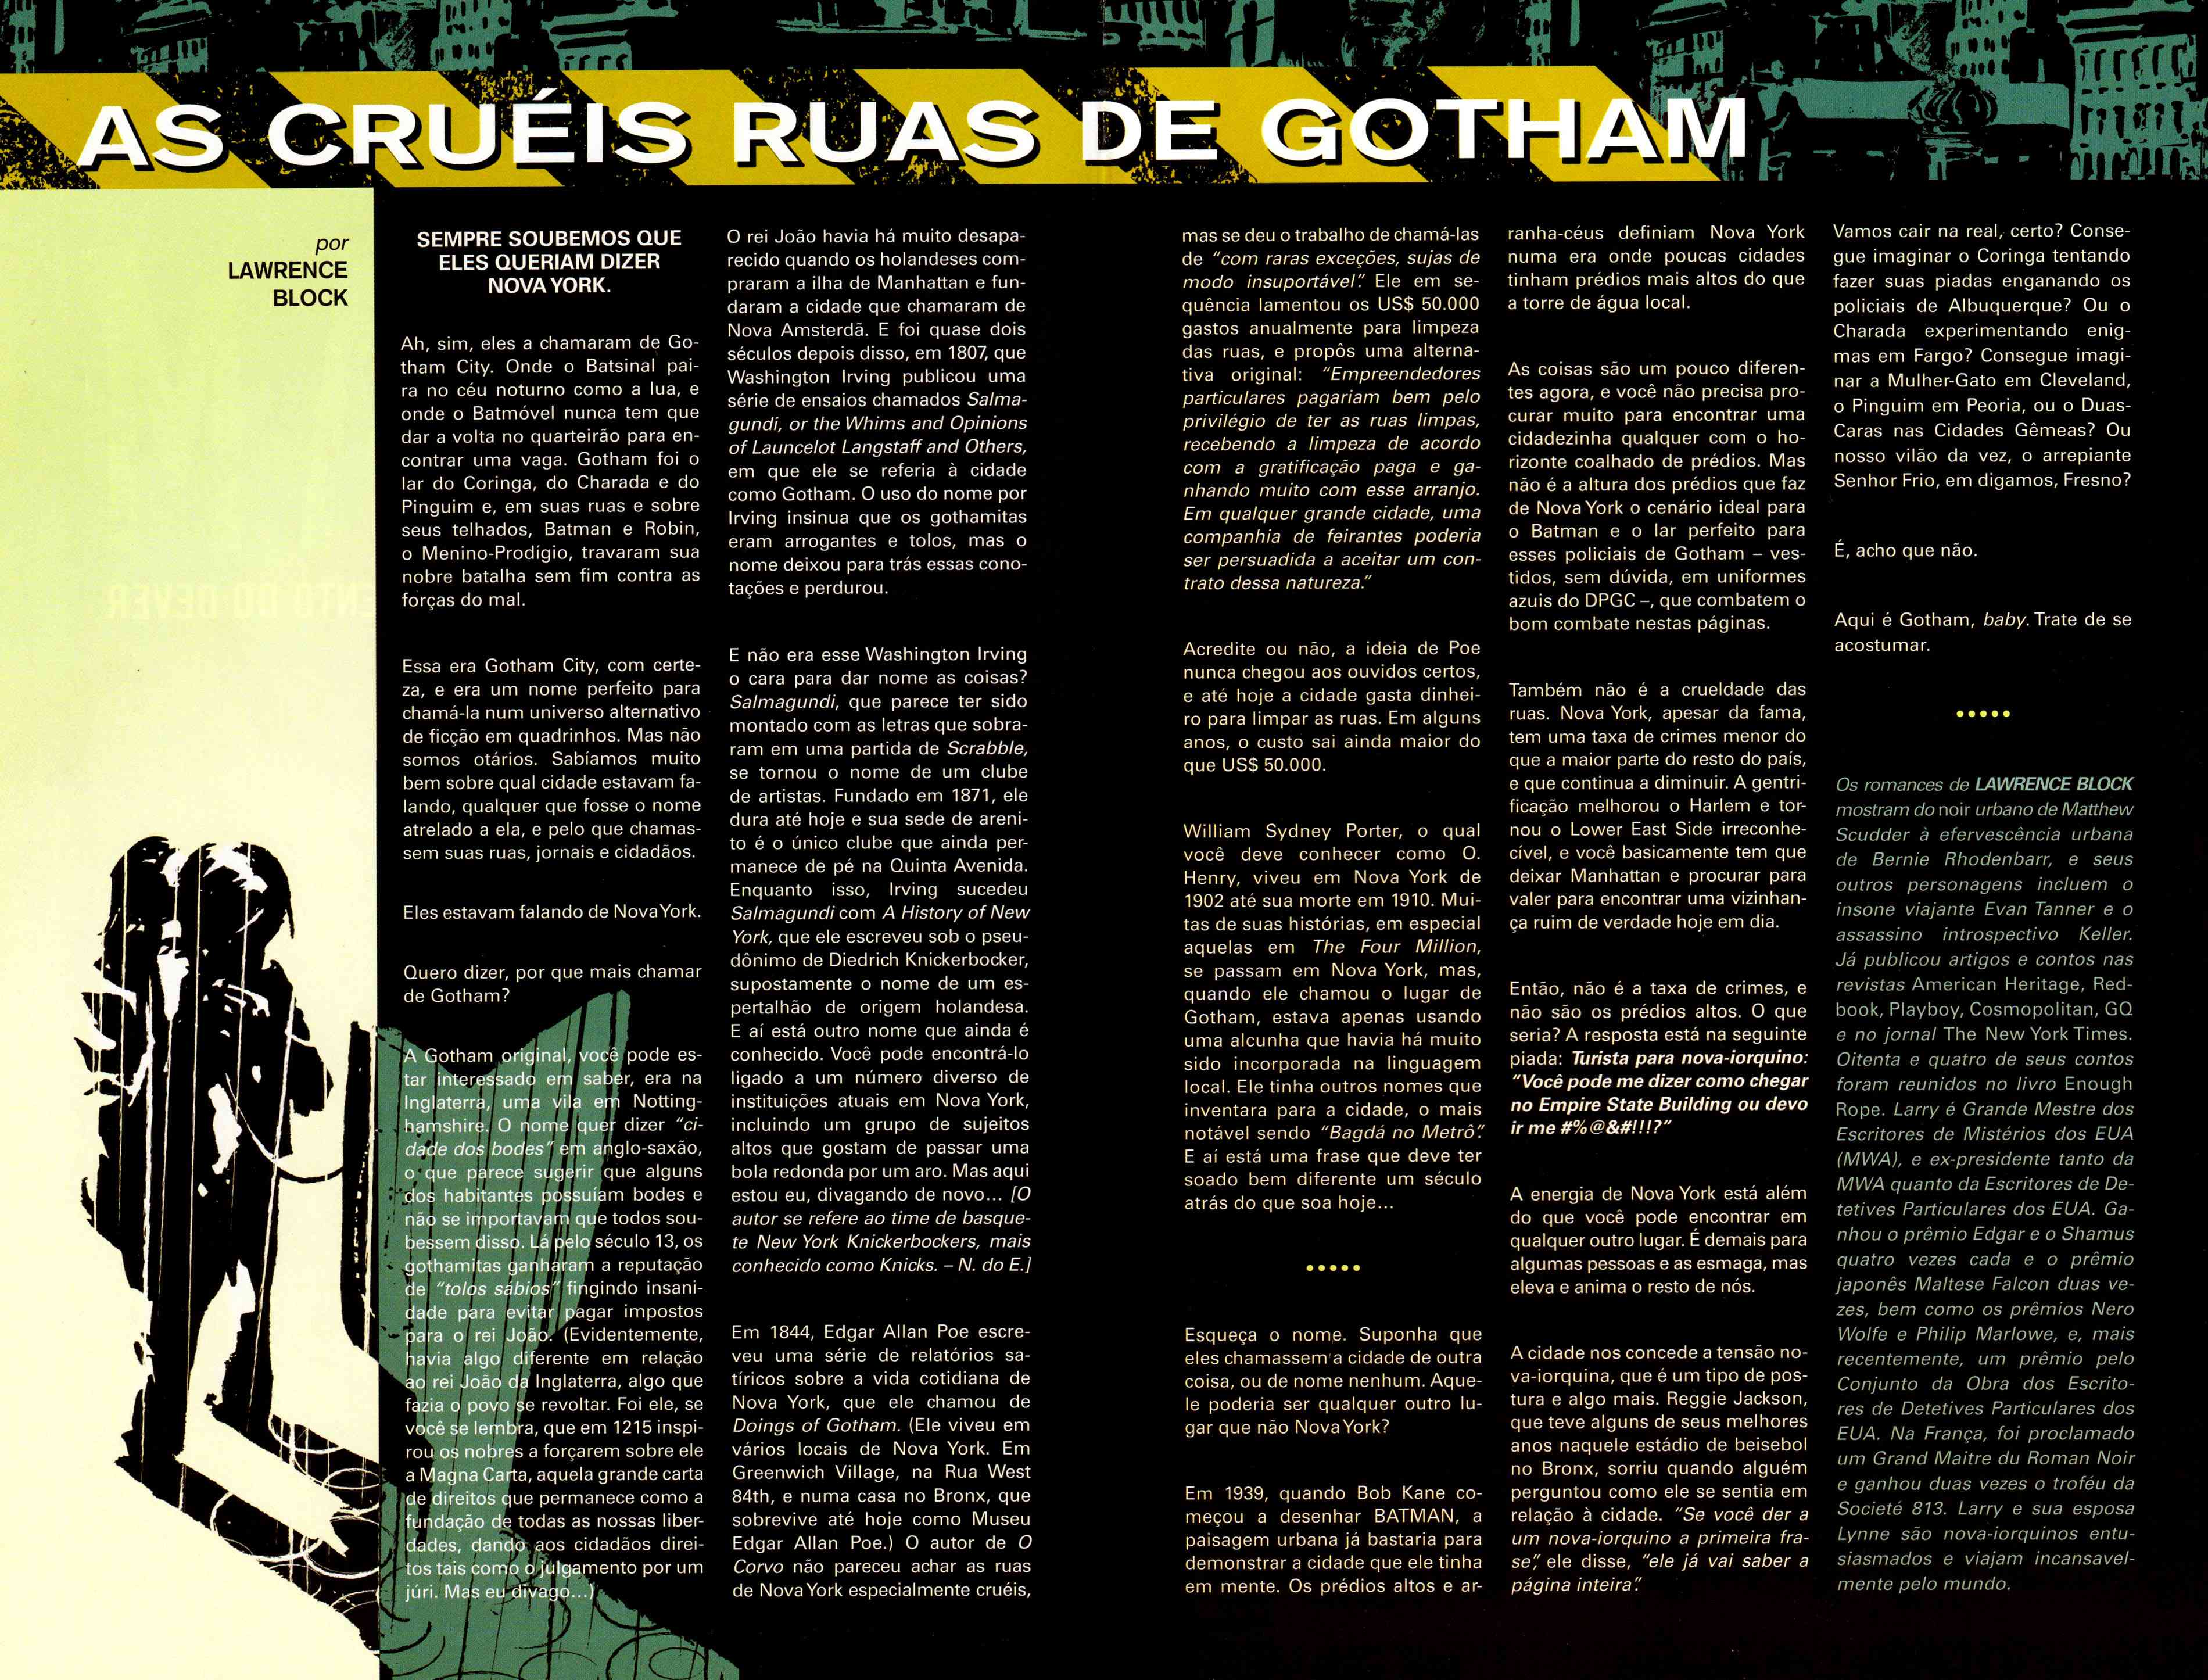 AS CRUÉIS RUAS DE GOTHAM
por
LAWRENCE
BLOCK
SEMPRE SOUBEMOS QUE
ELES QUERIAM DIZER
NOVA YORK.
Ah, sim, eles a chamaram de Go-
tham City. Onde o Batsinal pai-
ra no céu noturno como a lua, e
onde o Batmóvel nunca tem que
dar a volta no quarteirão para en-
contrar uma vaga. Gotham foi o
lar do Coringa, do Charada e do
Pinguim e, em suas ruas e sobre
seus telhados, Batman e Robin,
o Menino-Prodígio, travaram sua
nobre batalha sem fim contra as
forças do mal.
Essa era Gotham City, com certe-
za, e era um nome perfeito para
chamá-la num universo alternativo
de ficção em quadrinhos. Mas não
somos otários. Sabíamos muito
bem sobre qual cidade estavam fa-
lando, qualquer que fosse o nome
atrelado a ela, e pelo que chamas-
sem suas ruas, jornais e cidadãos.
Eles estavam falando de Nova York.
Quero dizer, por que mais chamar
de Gotham?
A Gotham original, você pode es-
tar interessado em saber, era na
Inglaterra, uma vila em Notting-
hamshire. O nome quer dizer “ci-
dade dos bodes” em anglo-saxão,
o que parece sugerir que alguns
dos habitantes possuíam bodes e
não se importavam que todos sou-
bessem disso. Lá pelo século 13, os
gothamitas ganharam a reputação
de “tolos sábios” fingindo insani-
dade para evitar pagar impostos
para o rei João. (Evidentemente,
havia algo diferente em relação
ao rei João da Inglaterra, algo que
fazia o povo se revoltar. Foi ele, se
você se lembra, que em 1215 inspi-
rou os nobres a forçarem sobre ele
a Magna Carta, aquela grande carta
de direitos que permanece como a
fundação de todas as nossas liber-
dades, dando aos cidadãos direi-
tos tais como o julgamento por um
júri. Mas eu divago...)
O rei João havia há muito desapa-
recido quando os holandeses com-
praram a ilha de Manhattan e fun-
daram a cidade que chamaram de
Nova Amsterdã. E foi quase dois
séculos depois disso, em 1807, que
Washington Irving publicou uma
série de ensaios chamados Salma-
gundi, or the Whims and Opinions
of Launcelot Langstaff and Others,
em que ele se referia à cidade
como Gotham. O uso do nome por
Irving insinua que os gothamitas
eram arrogantes e tolos, mas o
nome deixou para trás essas cono-
tações e perdurou.
E não era esse Washington Irving
o cara para dar nome as coisas?
Salmagundi, que parece ter sido
montado com as letras que sobra-
ram em uma partida de Scrabble,
se tornou o nome de um clube
de artistas. Fundado em 1871, ele
dura até hoje e sua sede de areni-
to é o único clube que ainda per-
manece de pé na Quinta Avenida.
Enquanto isso, Irving sucedeu
Salmagundi com A History of New
York, que ele escreveu sob o pseu-
dônimo de Diedrich Knickerbocker,
supostamente o nome de um es-
pertalhão de origem holandesa.
E aí está outro nome que ainda é
conhecido. Você pode encontrá-lo
ligado a um número diverso de
instituições atuais em Nova York,
incluindo um grupo de sujeitos
altos que gostam de passar uma
bola redonda por um aro. Mas aqui
estou eu, divagando de novo... [O
autor se refere ao time de basque-
te New York Knickerbockers, mais
conhecido como Knicks. – N. do E.]
Em 1844, Edgar Allan Poe escre-
veu uma série de relatórios sa-
tíricos sobre a vida cotidiana de
Nova York, que ele chamou de
Doings of Gotham. (Ele viveu em
vários locais de Nova York. Em
Greenwich Village, na Rua West
84th, e numa casa no Bronx, que
sobrevive até hoje como Museu
Edgar Allan Poe.) O autor de O
Corvo não pareceu achar as ruas
de Nova York especialmente cruéis,
mas se deu o trabalho de chamá-las
de “com raras exceções, sujas de
modo insuportável”. Ele em se-
quência lamentou os US$ 50.000
gastos anualmente para limpeza
das ruas, e propôs uma alterna-
tiva original: “Empreendedores
particulares pagariam bem pelo
privilégio de ter as ruas limpas,
recebendo a limpeza de acordo
com a gratificação paga e ga-
nhando muito com esse arranjo.
Em qualquer grande cidade, uma
companhia de feirantes poderia
ser persuadida a aceitar um con-
trato dessa natureza.”
Acredite ou não, a ideia de Poe
nunca chegou aos ouvidos certos,
e até hoje a cidade gasta dinhei-
ro para limpar as ruas. Em alguns
anos, o custo sai ainda maior do
que US$ 50.000.
William Sydney Porter, o qual
você deve conhecer como O.
Henry, viveu em Nova York de
1902 até sua morte em 1910. Mui-
tas de suas histórias, em especial
aquelas em The Four Million,
se passam em Nova York, mas,
quando ele chamou o lugar de
Gotham, estava apenas usando
uma alcunha que havia há muito
sido incorporada na linguagem
local. Ele tinha outros nomes que
inventara para a cidade, o mais
notável sendo “Bagdá no Metrô”.
E aí está uma frase que deve ter
soado bem diferente um século
atrás do que soa hoje...
•••••
Esqueça o nome. Suponha que
eles chamassem a cidade de outra
coisa, ou de nome nenhum. Aque-
le poderia ser qualquer outro lu-
gar que não Nova York?
Em 1939, quando Bob Kane co-
meçou a desenhar BATMAN, a
paisagem urbana já bastaria para
demonstrar a cidade que ele tinha
em mente. Os prédios altos e ar-
ranha-céus definiam Nova York
numa era onde poucas cidades
tinham prédios mais altos do que
a torre de água local.
As coisas são um pouco diferen-
tes agora, e você não precisa pro-
curar muito para encontrar uma
cidadezinha qualquer com o ho-
rizonte coalhado de prédios. Mas
não é a altura dos prédios que faz
de Nova York o cenário ideal para
o Batman e o lar perfeito para
esses policiais de Gotham – ves-
tidos, sem dúvida, em uniformes
azuis do DPGC –, que combatem o
bom combate nestas páginas.
Também não é a crueldade das
ruas. Nova York, apesar da fama,
tem uma taxa de crimes menor do
que a maior parte do resto do país,
e que continua a diminuir. A gentri-
ficação melhorou o Harlem e tor-
nou o Lower East Side irreconhe-
cível, e você basicamente tem que
deixar Manhattan e procurar para
valer para encontrar uma vizinhan-
ça ruim de verdade hoje em dia.
Então, não é a taxa de crimes, e
não são os prédios altos. O que
seria? A resposta está na seguinte
piada: Turista para nova-iorquino:
“Você pode me dizer como chegar
no Empire State Building ou devo
ir me #%@&#!!!?”
A energia de Nova York está além
do que você pode encontrar em
qualquer outro lugar. É demais para
algumas pessoas e as esmaga, mas
eleva e anima o resto de nós.
A cidade nos concede a tensão no-
va-iorquina, que é um tipo de pos-
tura e algo mais. Reggie Jackson,
que teve alguns de seus melhores
anos naquele estádio de beisebol
no Bronx, sorriu quando alguém
perguntou como ele se sentia em
relação à cidade. “Se você der a
um nova-iorquino a primeira fra-
se”, ele disse, “ele já vai saber a
página inteira”.
Vamos cair na real, certo? Conse-
gue imaginar o Coringa tentando
fazer suas piadas enganando os
policiais de Albuquerque? Ou o
Charada experimentando enig-
mas em Fargo? Consegue imagi-
nar a Mulher-Gato em Cleveland,
o Pinguim em Peoria, ou o Duas-
Caras nas Cidades Gêmeas? Ou
nosso vilão da vez, o arrepiante
Senhor Frio, em digamos, Fresno?
É, acho que não.
Aqui é Gotham, baby. Trate de se
acostumar.
•••••
Os romances de LAWRENCE BLOCK
mostram do noir urbano de Matthew
Scudder à efervescência urbana
de Bernie Rhodenbarr, e seus
outros personagens incluem o
insone viajante Evan Tanner e o
assassino introspectivo Keller.
Já publicou artigos e contos nas
revistas American Heritage, Red-
book, Playboy, Cosmopolitan, GQ
e no jornal The New York Times.
Oitenta e quatro de seus contos
foram reunidos no livro Enough
Rope. Larry é Grande Mestre dos
Escritores de Mistérios dos EUA
(MWA), e ex-presidente tanto da
MWA quanto da Escritores de De-
tetives Particulares dos EUA. Ga-
nhou o prêmio Edgar e o Shamus
quatro vezes cada e o prêmio
japonês Maltese Falcon duas ve-
zes, bem como os prêmios Nero
Wolfe e Philip Marlowe, e, mais
recentemente, um prêmio pelo
Conjunto da Obra dos Escrito-
res de Detetives Particulares dos
EUA. Na França, foi proclamado
um Grand Maitre du Roman Noir
e ganhou duas vezes o troféu da
Societé 813. Larry e sua esposa
Lynne são nova-iorquinos entu-
siasmados e viajam incansavel-
mente pelo mundo.